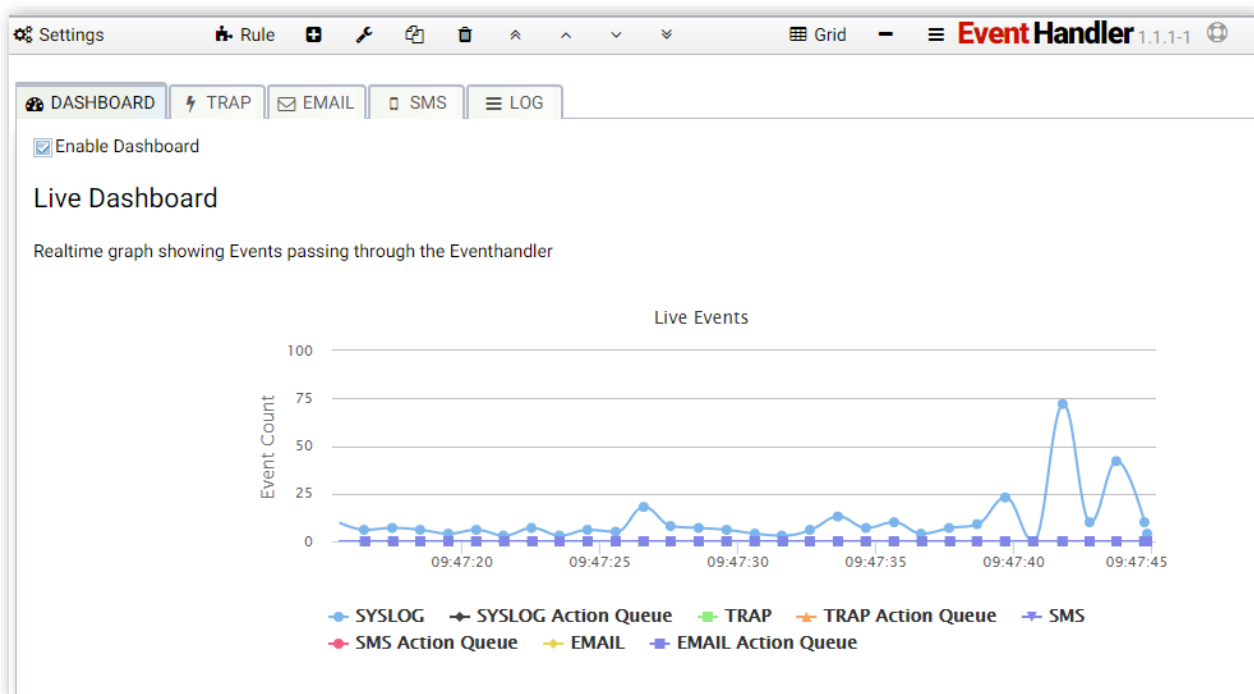 Settings Rule Grid EventHandler 1.1.1-1
DASHBOARD TRAP EMAIL SMS LOG
Enable Dashboard
Live Dashboard
Realtime graph showing Events passing through the Eventhandler
Live Events
100
75
50
25
0
Event Count
09:47:20 09:47:25 09:47:30 09:47:35 09:47:40 09:47:45
SYSLOG SYSLOG Action Queue TRAP TRAP Action Queue SMS
SMS Action Queue EMAIL EMAIL Action Queue